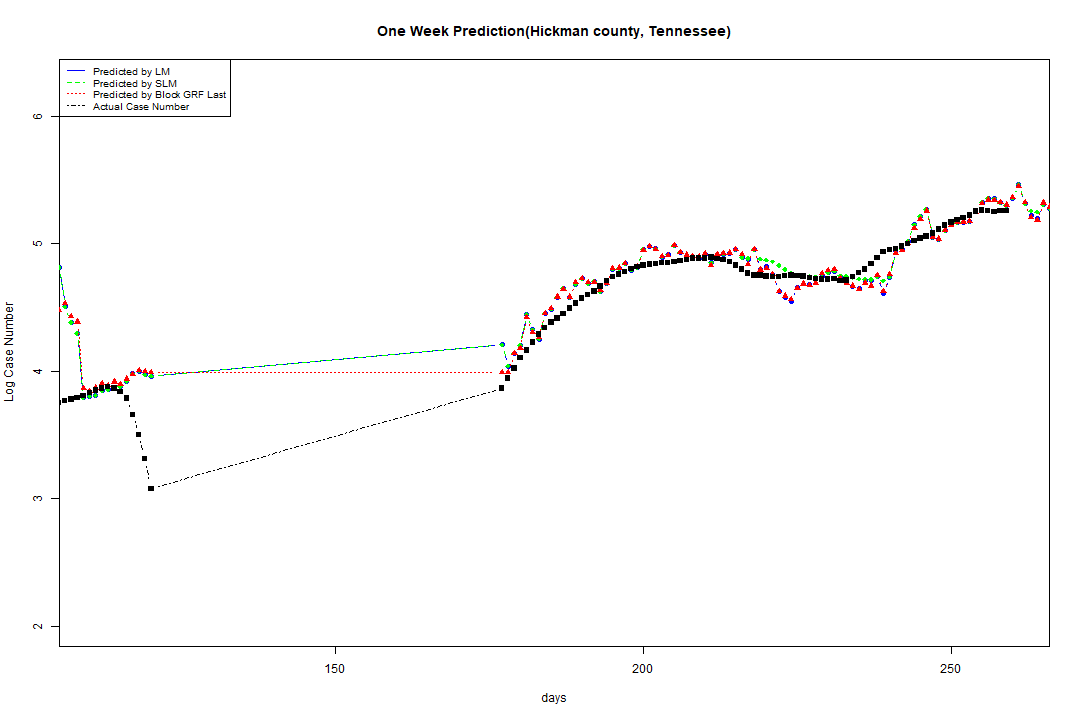 One Week Prediction(Hickman county, Tennessee)
Predicted by LM
Predicted by SLM
Predicted by Block GRF Last
Actual Case Number
6
5
4
3
2
Log Case Number
150
200
250
days